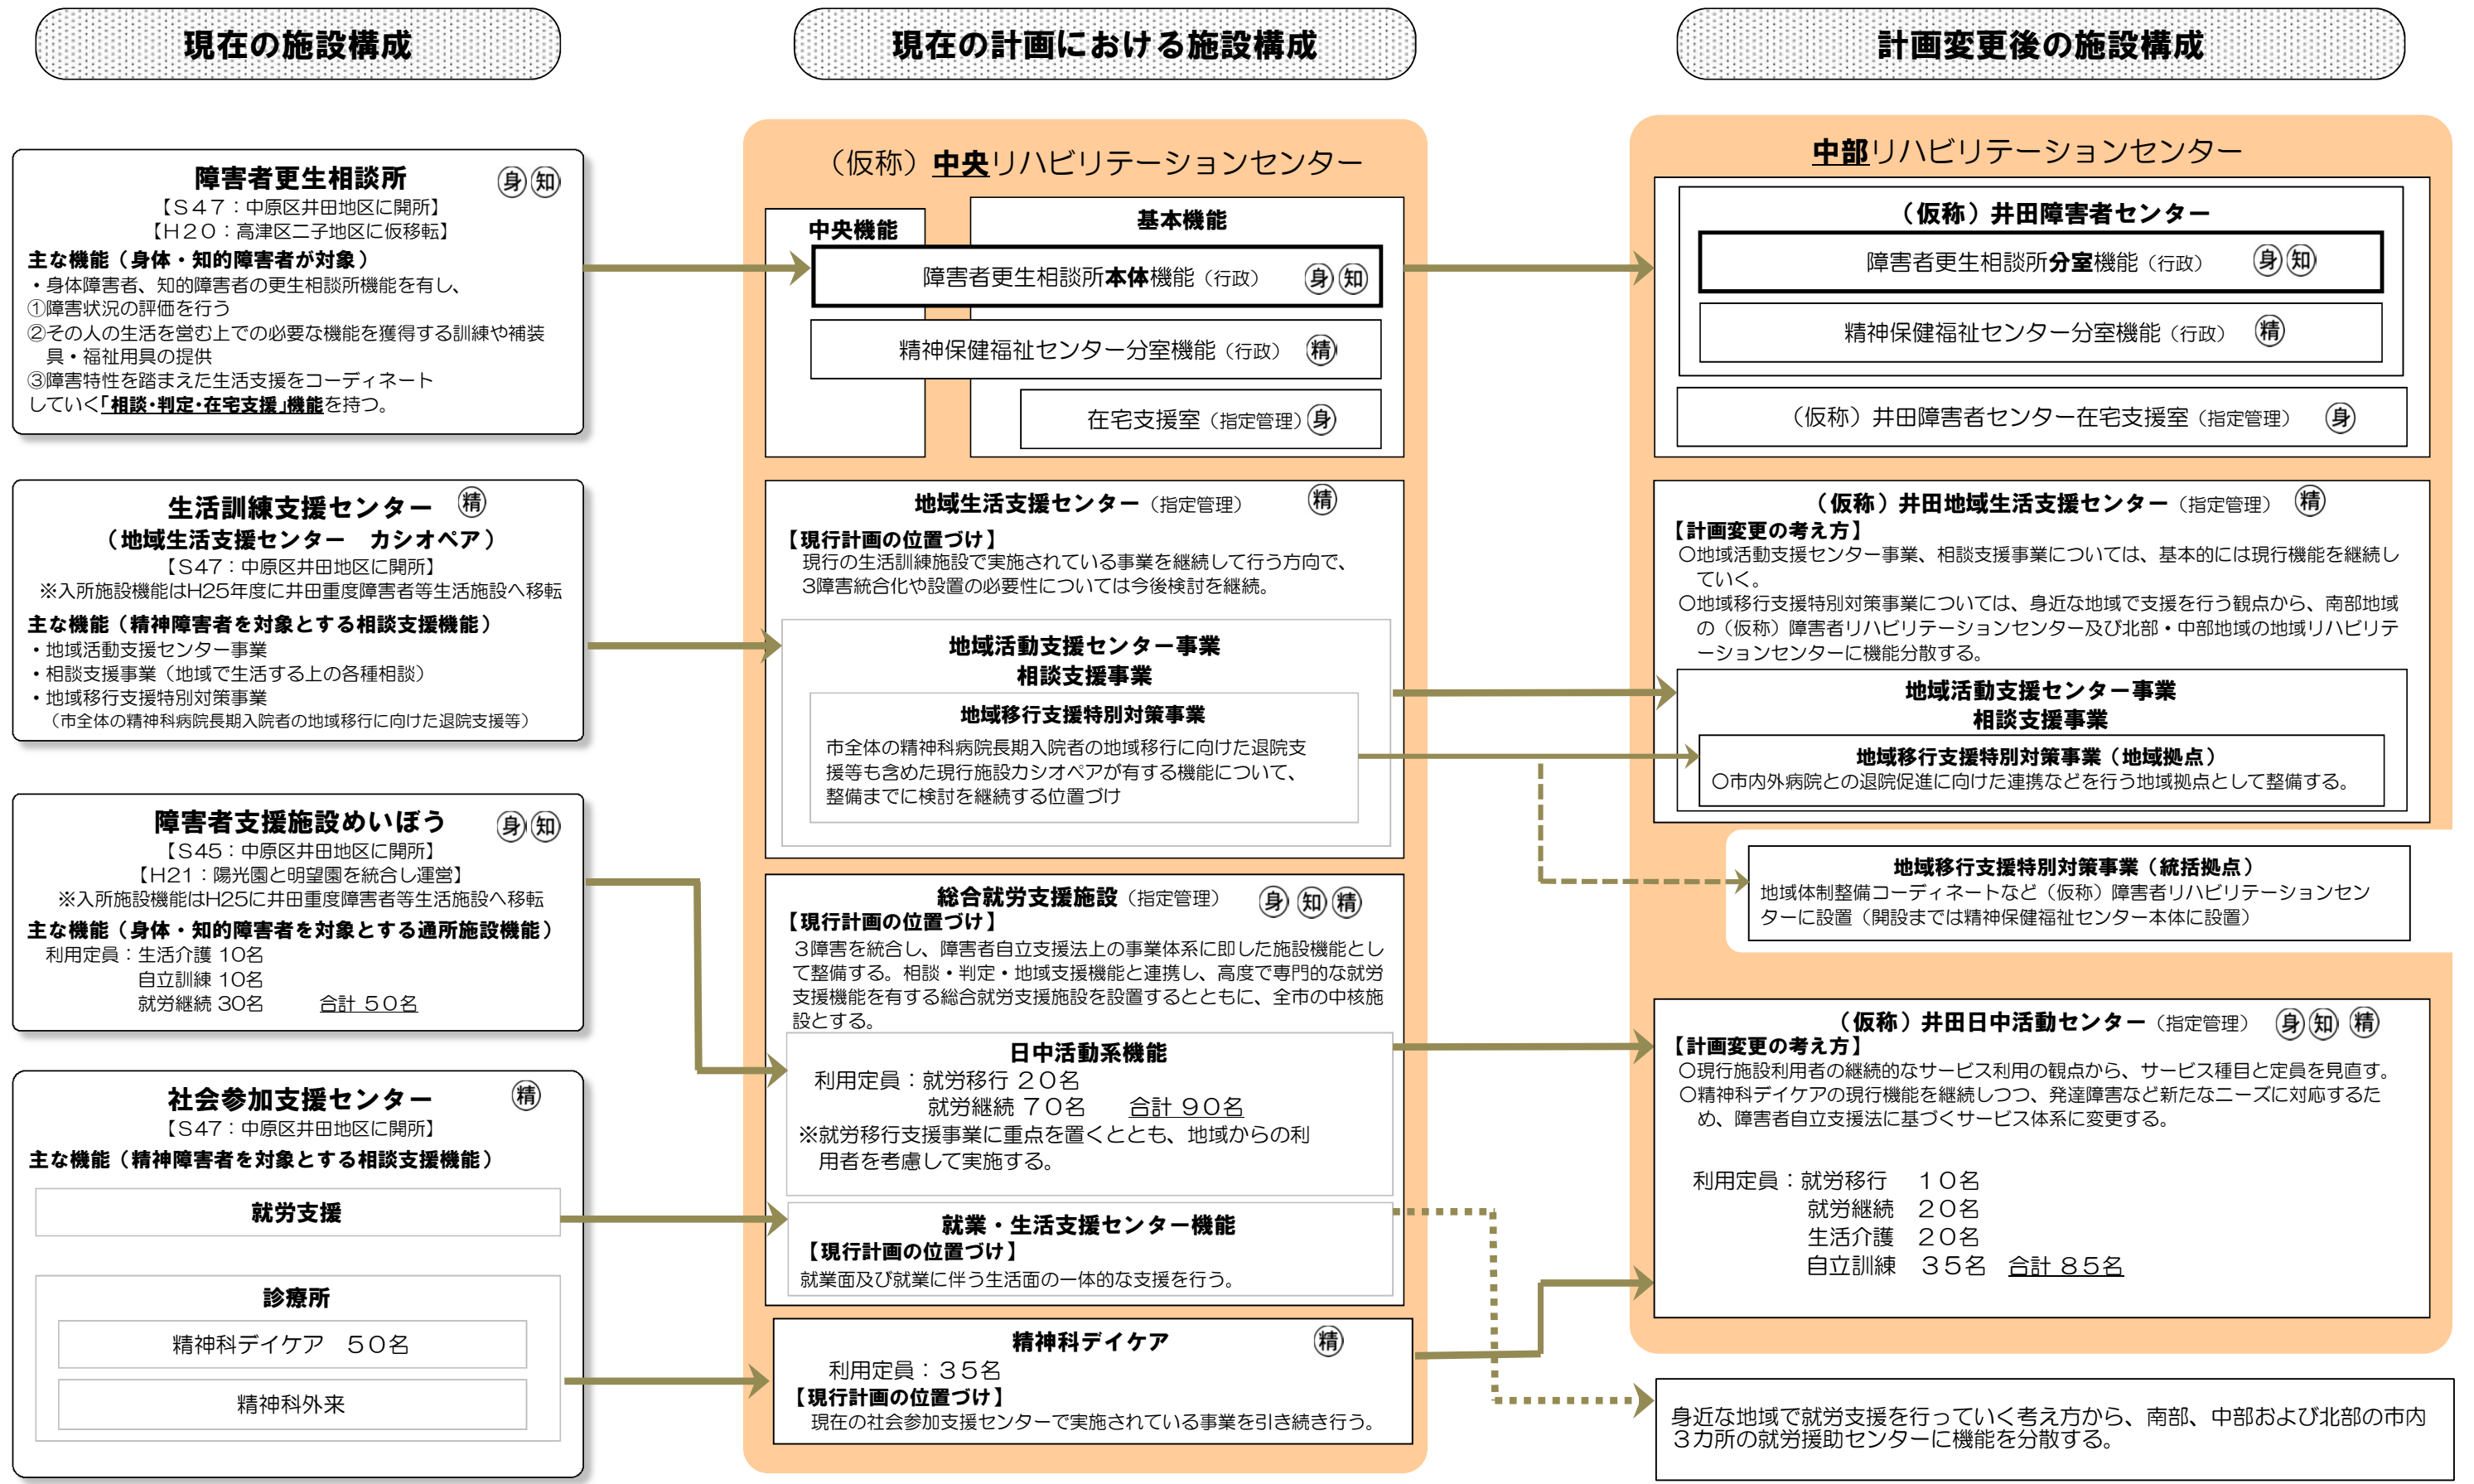 現在の施設構成
障害者更生相談所 身 知
【S47：中原区井田地区に開所】
【H20：高津区二子地区に仮移転】
主な機能（身体・知的障害者が対象）
・身体障害者、知的障害者の更生相談所機能を有し、
①障害状況の評価を行う
②その人の生活を営む上での必要な機能を獲得する訓練や補装
具・福祉用具の提供
③障害特性を踏まえた生活支援をコーディネート
していく「相談・判定・在宅支援」機能を持つ。
生活訓練支援センター 精
（地域生活支援センター　カシオペア）
【S47：中原区井田地区に開所】
※入所施設機能はH25年度に井田重度障害者等生活施設へ移転
主な機能（精神障害者を対象とする相談支援機能）
・地域活動支援センター事業
・相談支援事業（地域で生活する上の各種相談）
・地域移行支援特別対策事業
（市全体の精神科病院長期入院者の地域移行に向けた退院支援等）
障害者支援施設めいぼう 身 知
【S45：中原区井田地区に開所】
【H21：陽光園と明望園を統合し運営】
※入所施設機能はH25に井田重度障害者等生活施設へ移転
主な機能（身体・知的障害者を対象とする通所施設機能）
利用定員：生活介護 10名
自立訓練 10名
就労継続 30名　合計 50名
社会参加支援センター 精
【S47：中原区井田地区に開所】
主な機能（精神障害者を対象とする相談支援機能）
就労支援
診療所
精神科デイケア　50名
精神科外来
現在の計画における施設構成
（仮称）中央リハビリテーションセンター
中央機能
基本機能
障害者更生相談所本体機能（行政） 身 知
精神保健福祉センター分室機能（行政） 精
在宅支援室（指定管理） 身
地域生活支援センター（指定管理） 精
【現行計画の位置づけ】
現行の生活訓練施設で実施されている事業を継続して行う方向で、
3障害統合化や設置の必要性については今後検討を継続。
地域活動支援センター事業
相談支援事業
地域移行支援特別対策事業
市全体の精神科病院長期入院者の地域移行に向けた退院支
援等も含めた現行施設カシオペアが有する機能について、
整備までに検討を継続する位置づけ
総合就労支援施設（指定管理） 身 知 精
【現行計画の位置づけ】
３障害を統合し、障害者自立支援法上の事業体系に即した施設機能とし
て整備する。相談・判定・地域支援機能と連携し、高度で専門的な就労
支援機能を有する総合就労支援施設を設置するとともに、全市の中核施
設とする。
日中活動系機能
利用定員：就労移行 ２０名
就労継続 ７０名　合計 ９０名
※就労移行支援事業に重点を置くととも、地域からの利
用者を考慮して実施する。
就業・生活支援センター機能
【現行計画の位置づけ】
就業面及び就業に伴う生活面の一体的な支援を行う。
精神科デイケア 精
利用定員：３５名
【現行計画の位置づけ】
現在の社会参加支援センターで実施されている事業を引き続き行う。
計画変更後の施設構成
中部リハビリテーションセンター
（仮称）井田障害者センター
障害者更生相談所分室機能（行政） 身 知
精神保健福祉センター分室機能（行政） 精
（仮称）井田障害者センター在宅支援室（指定管理） 身
（仮称）井田地域生活支援センター（指定管理） 精
【計画変更の考え方】
○地域活動支援センター事業、相談支援事業については、基本的には現行機能を継続し
ていく。
○地域移行支援特別対策事業については、身近な地域で支援を行う観点から、南部地域
の（仮称）障害者リハビリテーションセンター及び北部・中部地域の地域リハビリテ
ーションセンターに機能分散する。
地域活動支援センター事業
相談支援事業
地域移行支援特別対策事業（地域拠点）
○市内外病院との退院促進に向けた連携などを行う地域拠点として整備する。
地域移行支援特別対策事業（統括拠点）
地域体制整備コーディネートなど（仮称）障害者リハビリテーションセン
ターに設置（開設までは精神保健福祉センター本体に設置）
（仮称）井田日中活動センター（指定管理） 身 知 精
【計画変更の考え方】
○現行施設利用者の継続的なサービス利用の観点から、サービス種目と定員を見直す。
○精神科デイケアの現行機能を継続しつつ、発達障害など新たなニーズに対応するた
め、障害者自立支援法に基づくサービス体系に変更する。
利用定員：就労移行　１０名
就労継続　２０名
生活介護　２０名
自立訓練　３５名　合計 ８５名
身近な地域で就労支援を行っていく考え方から、南部、中部および北部の市内
３カ所の就労援助センターに機能を分散する。